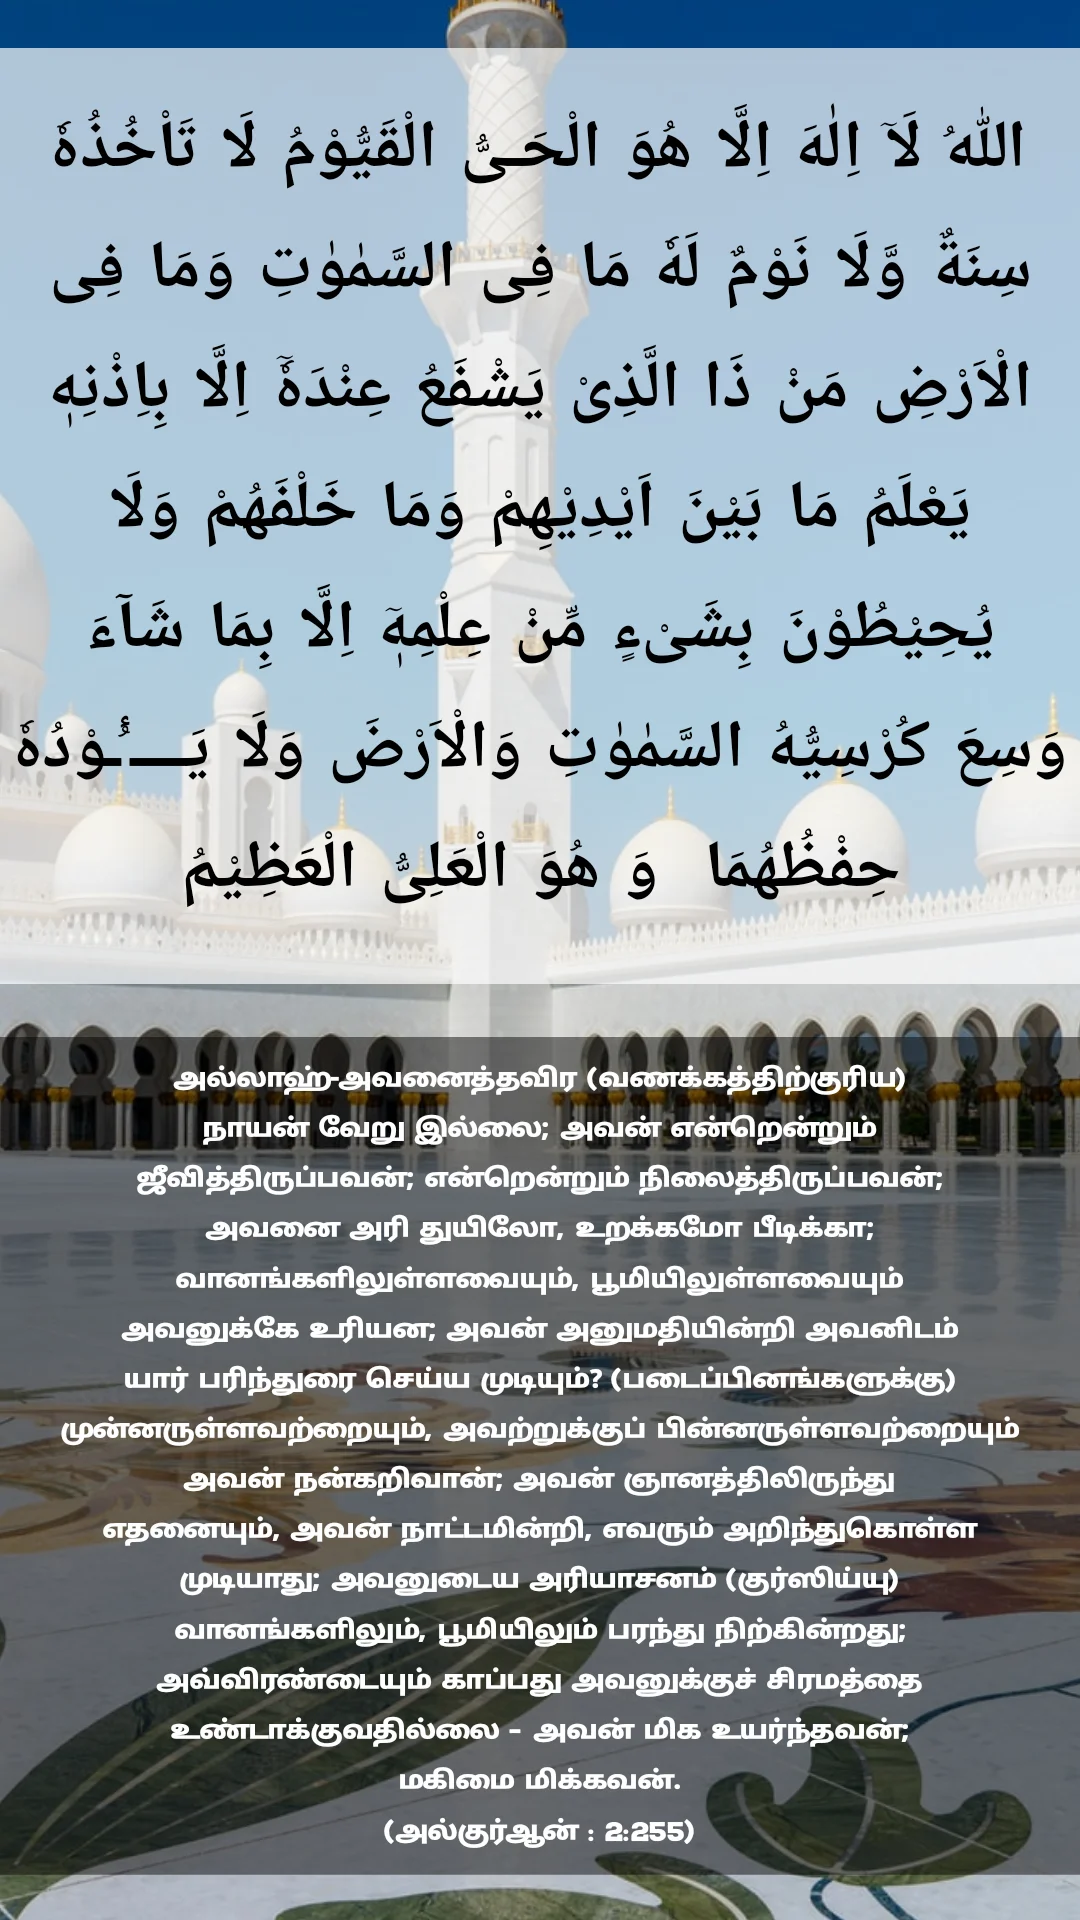 اللّٰهُ لَآ اِلٰهَ اِلَّا هُوَ الْحَـىُّ الْقَيُّوْمُ لَا تَاْخُذُهٗ
سِنَةٌ وَّلَا نَوْمٌ لَهٗ مَا فِى السَّمٰوٰتِ وَمَا فِى
الْاَرْضِ مَنْ ذَا الَّذِىْ يَشْفَعُ عِنْدَهٗٓ اِلَّا بِاِذْنِهٖ
يَعْلَمُ مَا بَيْنَ اَيْدِيْهِمْ وَمَا خَلْفَهُمْ وَلَا
يُحِيْطُوْنَ بِشَىْءٍ مِّنْ عِلْمِهٖٓ اِلَّا بِمَا شَآءَ
وَسِعَ كُرْسِيُّهُ السَّمٰوٰتِ وَالْاَرْضَ وَلَا يَـــُٔـوْدُهٗ
حِفْظُهُمَا وَ هُوَ الْعَلِىُّ الْعَظِيْمُ
அல்லாஹ்-அவனைத்தவிர (வணக்கத்திற்குரிய)
நாயன் வேறு இல்லை; அவன் என்றென்றும்
ஜீவித்திருப்பவன்; என்றென்றும் நிலைத்திருப்பவன்;
அவனை அரி துயிலோ, உறக்கமோ பீடிக்கா;
வானங்களிலுள்ளவையும், பூமியிலுள்ளவையும்
அவனுக்கே உரியன; அவன் அனுமதியின்றி அவனிடம்
யார் பரிந்துரை செய்ய முடியும்? (படைப்பினங்களுக்கு)
முன்னருள்ளவற்றையும், அவற்றுக்குப் பின்னருள்ளவற்றையும்
அவன் நன்கறிவான்; அவன் ஞானத்திலிருந்து
எதனையும், அவன் நாட்டமின்றி, எவரும் அறிந்துகொள்ள
முடியாது; அவனுடைய அரியாசனம் (குர்ஸிய்யு)
வானங்களிலும், பூமியிலும் பரந்து நிற்கின்றது;
அவ்விரண்டையும் காப்பது அவனுக்குச் சிரமத்தை
உண்டாக்குவதில்லை – அவன் மிக உயர்ந்தவன்;
மகிமை மிக்கவன்.
(அல்குர்ஆன் : 2:255)